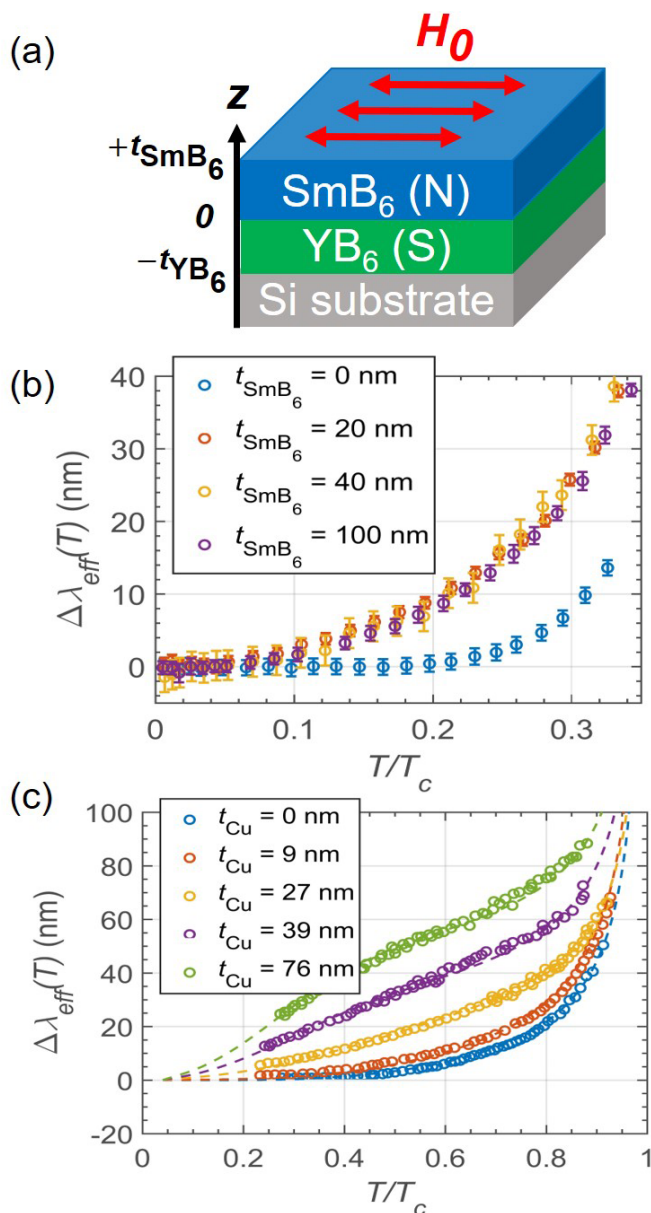 (a)
H0
z
+tSmB6
0
−tYB6
SmB6 (N)
YB6 (S)
Si substrate
(b)
40
30
20
10
0
Δλeff(T) (nm)
tSmB6 = 0 nm
tSmB6 = 20 nm
tSmB6 = 40 nm
tSmB6 = 100 nm
0
0.1
0.2
0.3
T/Tc
(c)
100
80
60
40
20
0
-20
Δλeff(T) (nm)
tCu = 0 nm
tCu = 9 nm
tCu = 27 nm
tCu = 39 nm
tCu = 76 nm
0
0.2
0.4
0.6
0.8
1
T/Tc